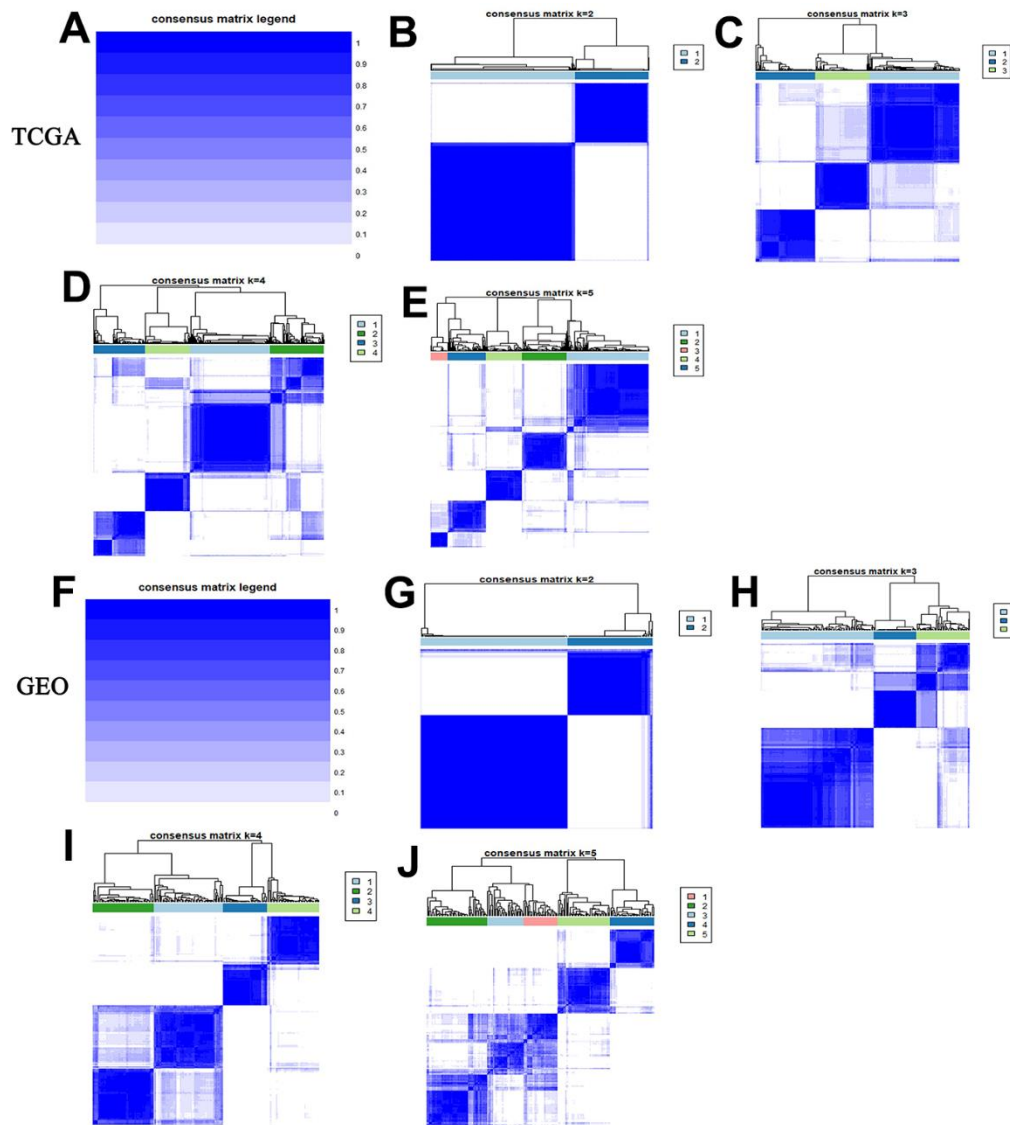 A
consensus matrix legend
TCGA
1
0.9
0.8
0.7
0.6
0.5
0.4
0.3
0.2
0.1
0
B
consensus matrix k=2
1
2
C
consensus matrix k=3
1
2
3
D
consensus matrix k=4
1
2
3
4
E
consensus matrix k=5
1
2
3
4
5
F
consensus matrix legend
GEO
1
0.9
0.8
0.7
0.6
0.5
0.4
0.3
0.2
0.1
0
G
consensus matrix k=2
1
2
H
consensus matrix k=3
I
consensus matrix k=4
1
2
3
4
J
consensus matrix k=5
1
2
3
4
5